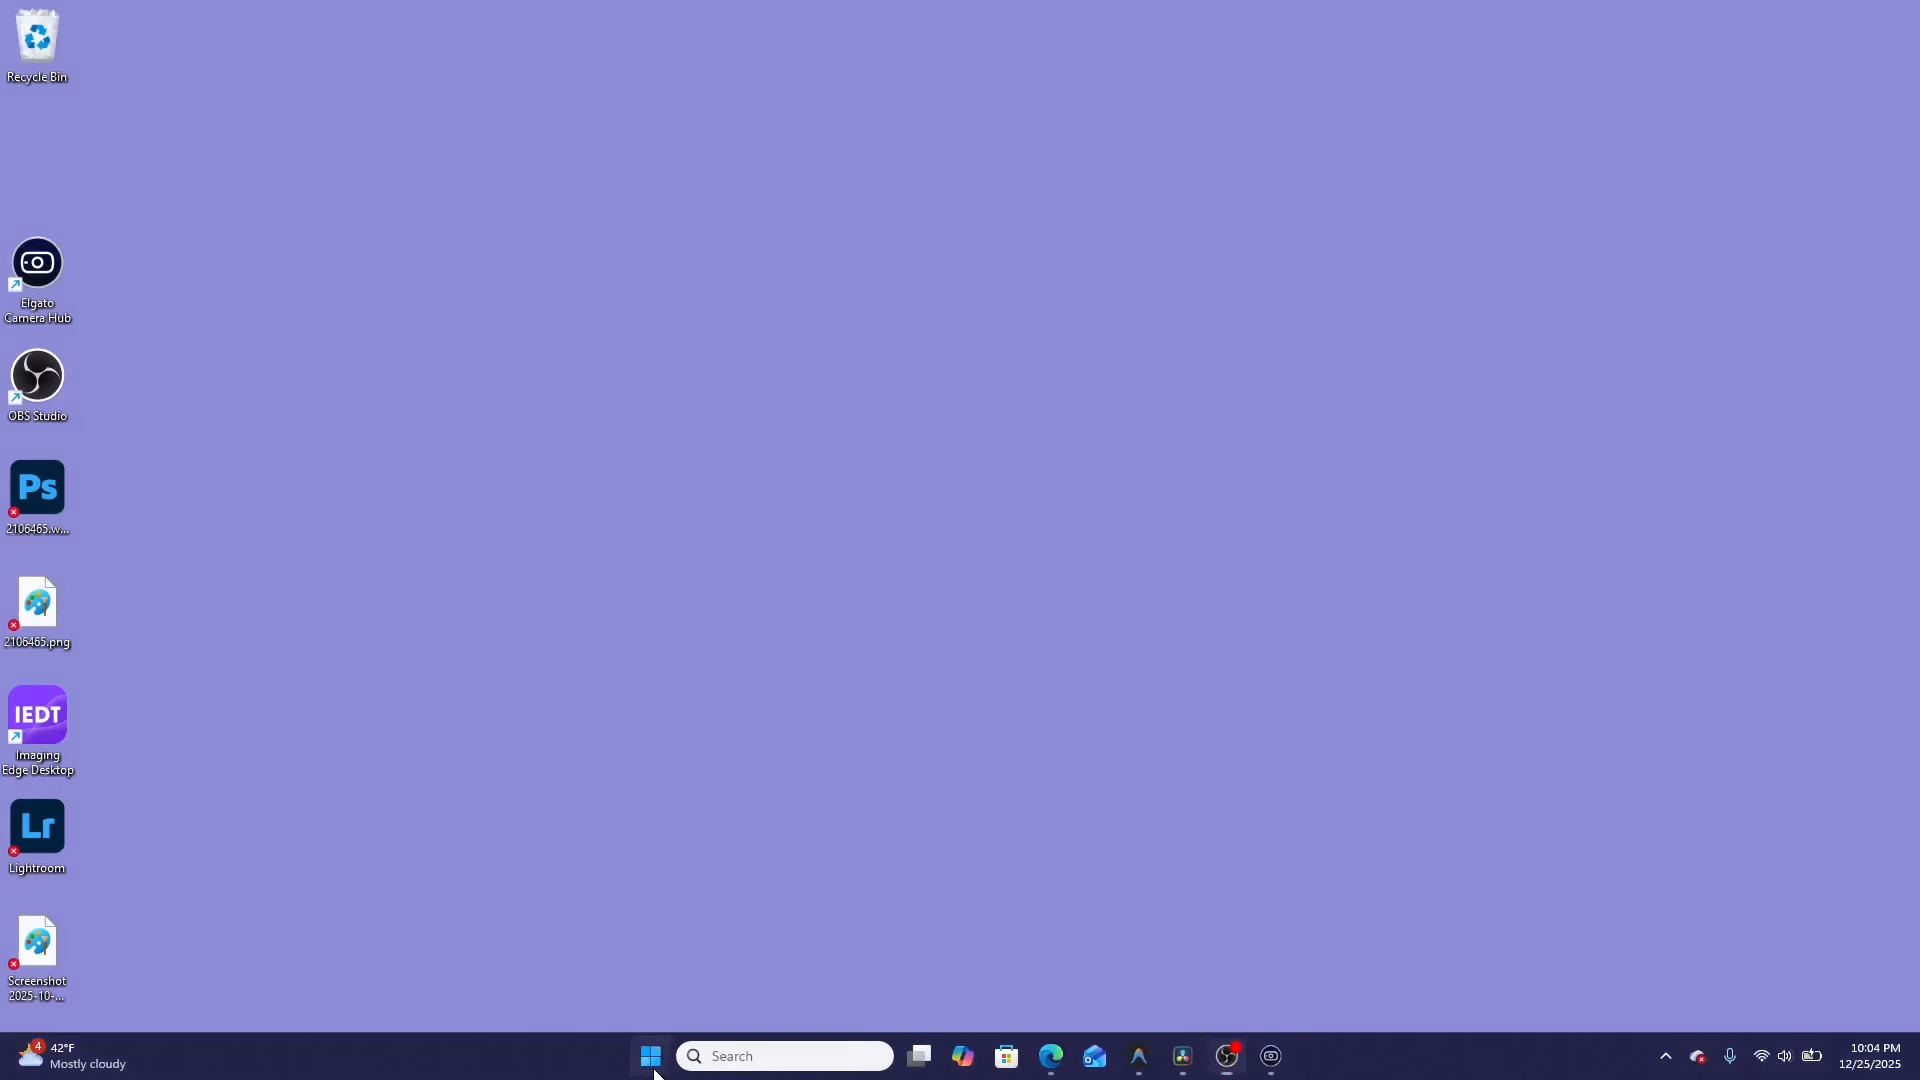 Recycle Bin
Elgato
Camera Hub
OBS Studio
Ps
2106465.w...
2106465.png
IEDT
Imaging
Edge Desktop
Lr
Lightroom
Screenshot
2025-10-...
4
42°F
Mostly cloudy
Search
10:04 PM
12/25/2025